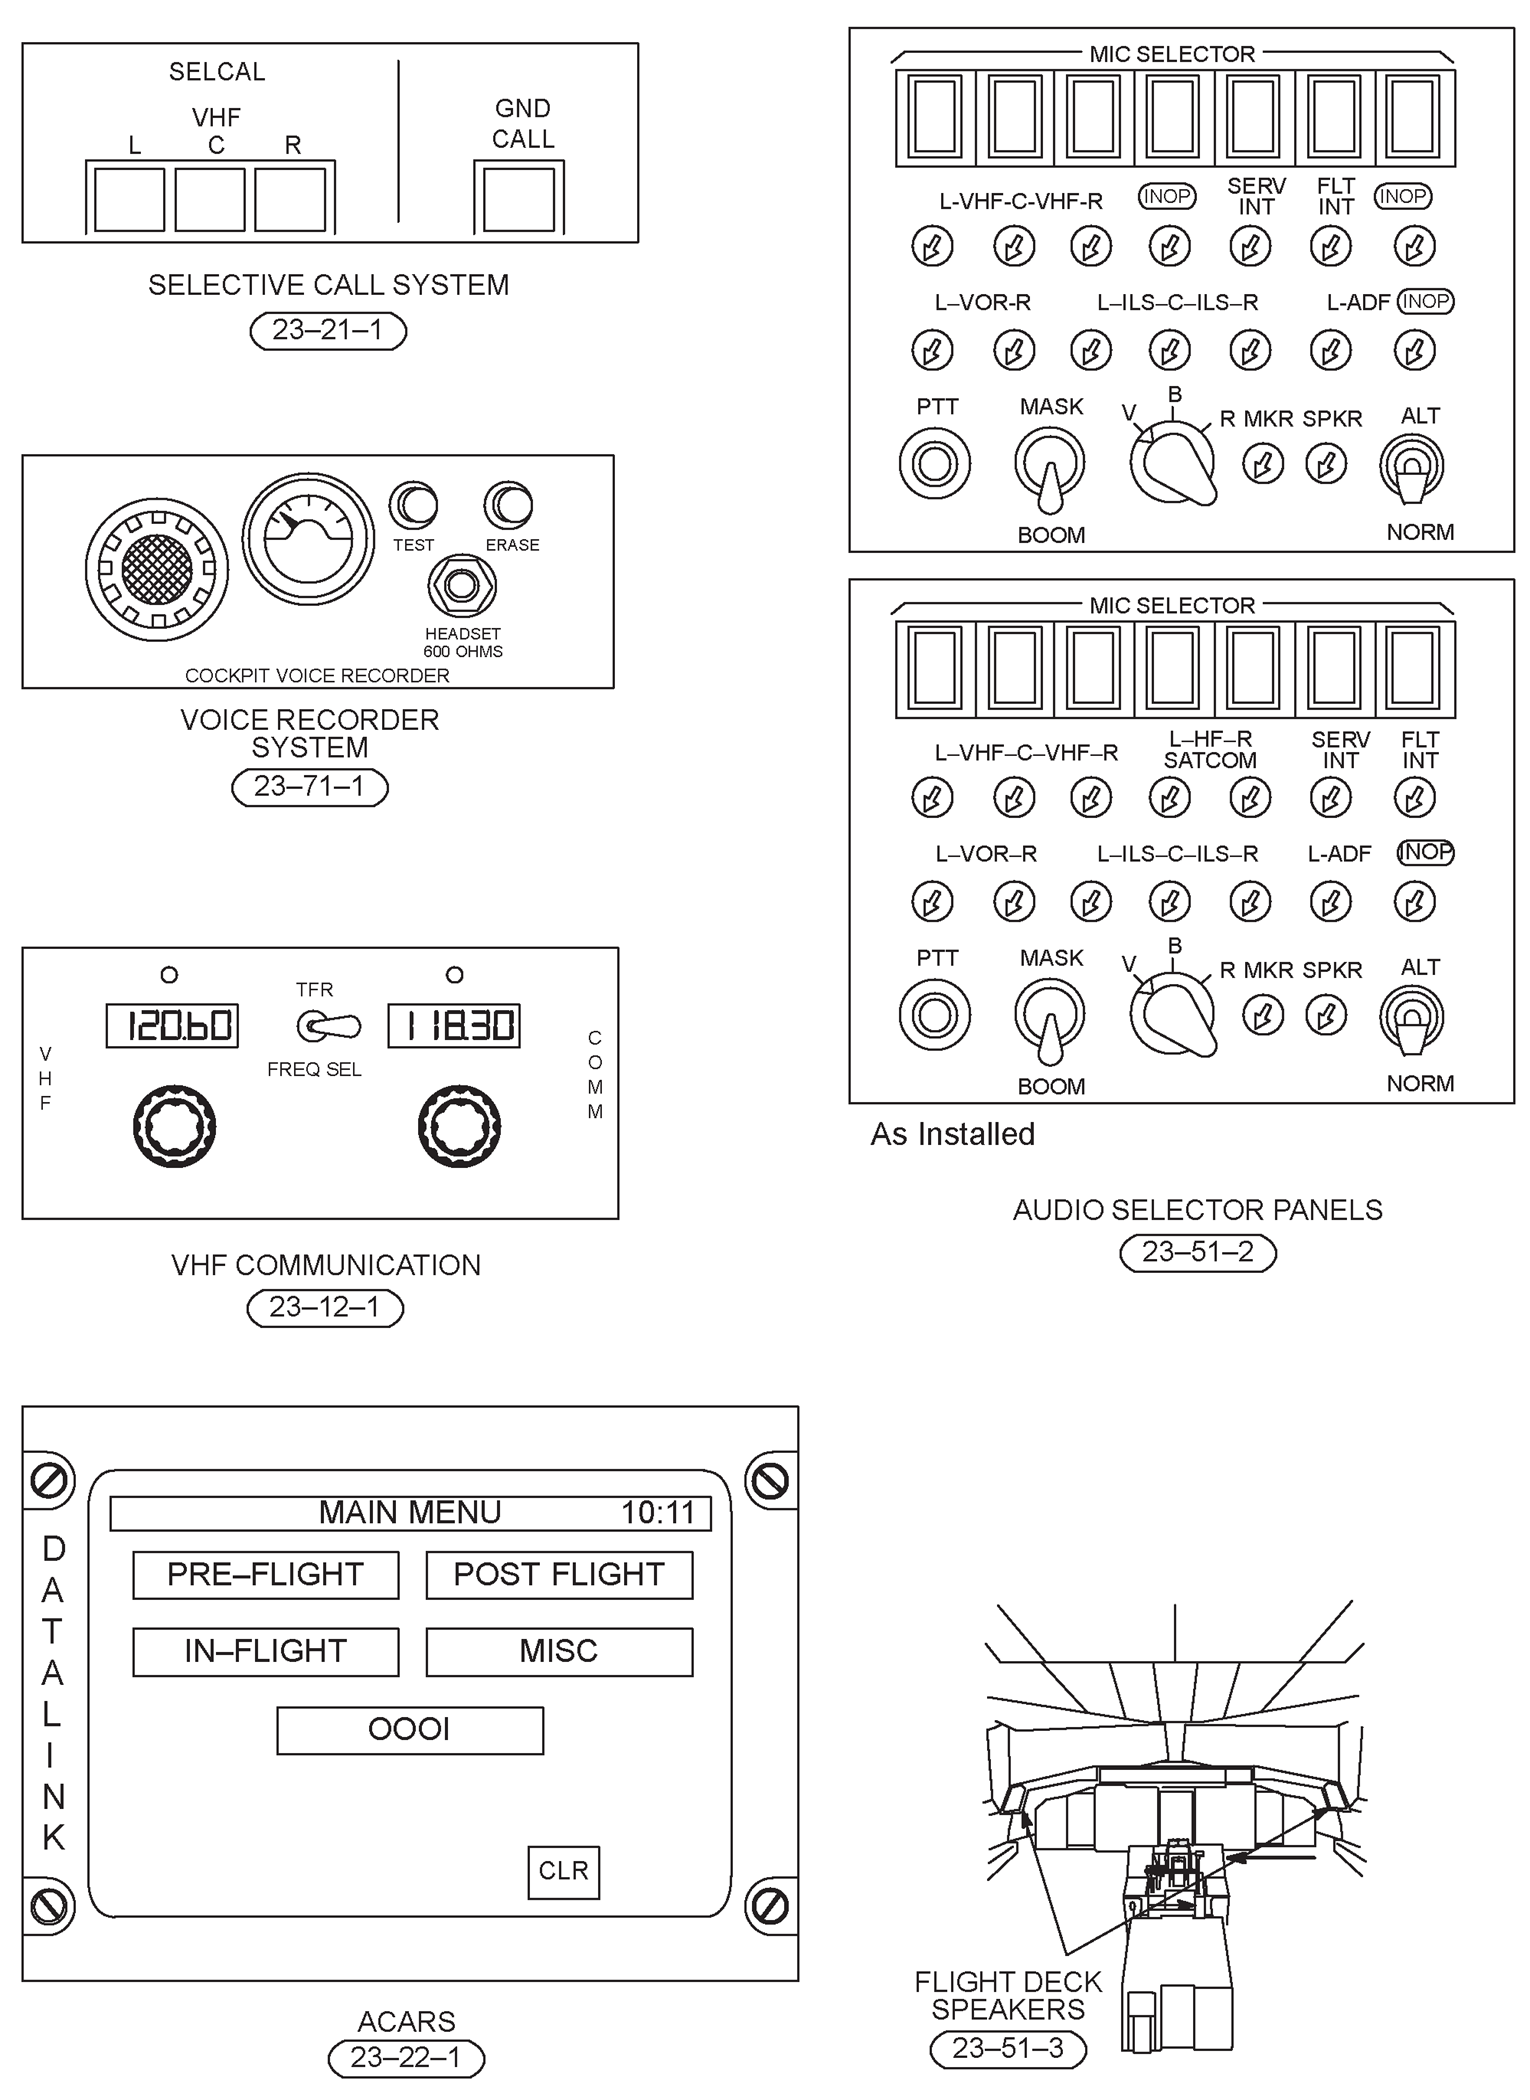 SELCAL
VHF
L C R
GND
CALL
SELECTIVE CALL SYSTEM
23–21–1
TEST
ERASE
HEADSET
600 OHMS
COCKPIT VOICE RECORDER
VOICE RECORDER
SYSTEM
23–71–1
VHF
120.60
TFR
FREQ SEL
118.30
COMM
VHF COMMUNICATION
23–12–1
DATALINK
MAIN MENU 10:11
PRE–FLIGHT POST FLIGHT
IN–FLIGHT MISC
OOOI
CLR
ACARS
23–22–1
MIC SELECTOR
L-VHF-C-VHF-R INOP SERV INT FLT INT INOP
L–VOR-R L–ILS–C–ILS–R L-ADF INOP
PTT MASK V B R MKR SPKR ALT
BOOM NORM
MIC SELECTOR
L–VHF–C–VHF–R L–HF–R SATCOM SERV INT FLT INT
L–VOR–R L–ILS–C–ILS–R L-ADF INOP
PTT MASK V B R MKR SPKR ALT
BOOM NORM
As Installed
AUDIO SELECTOR PANELS
23–51–2
FLIGHT DECK
SPEAKERS
23–51–3